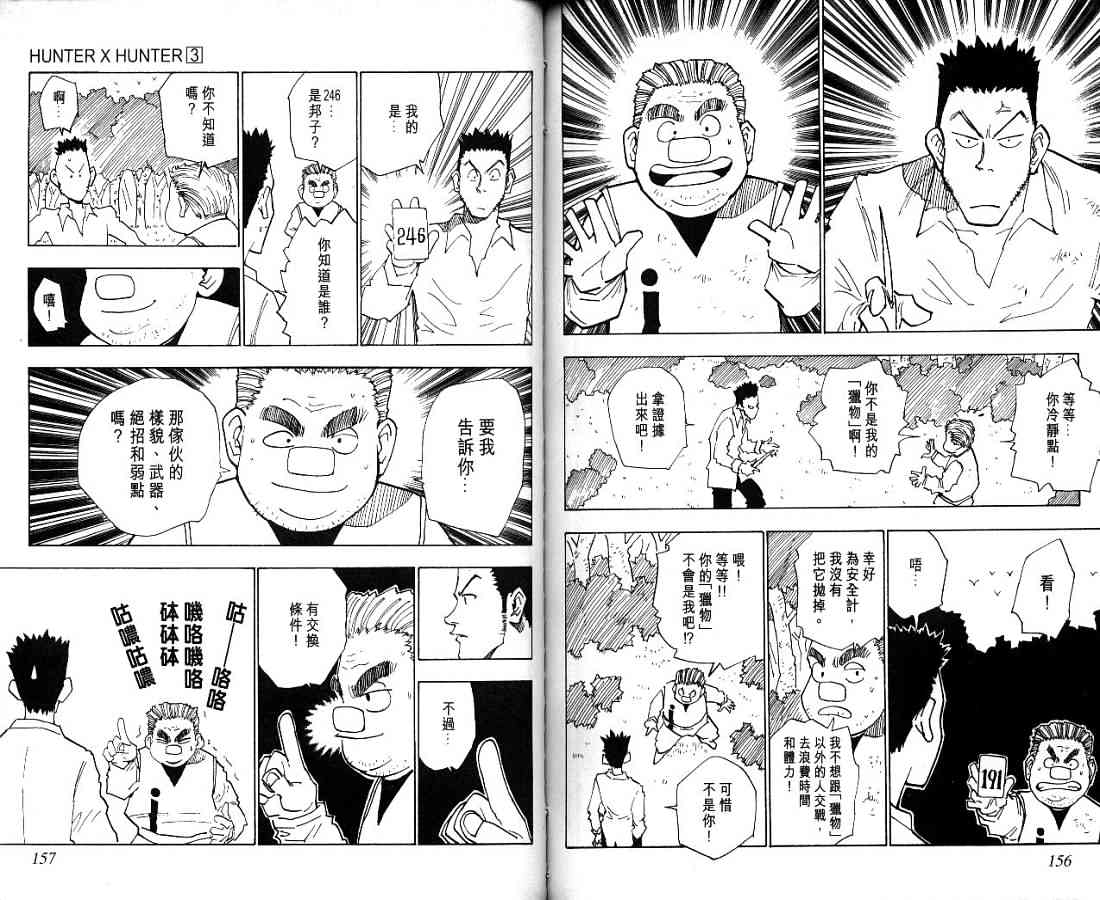 等等…
你冷靜點！
你不是我的
「獵物」啊！
拿證據
出來吧！
看！
唔…
191
幸好
為安全計，
我沒有
把它拋掉。
我不想跟「獵物」
以外的人交戰，
去浪費時間
和體力！
喂！
等等!!
你的「獵物」
不會是我吧!?
可惜
不是你！
156
HUNTER X HUNTER 3
我的
是…
246
246…
是邦子？
你知道是誰？
你不知道
嗎？
啊…
嘻！
要我
告訴你…
那傢伙的
樣貌、武器、
絕招和弱點
嗎？
不過…
有交換
條件！
咕——咯咯
嘰咯嘰咯
砵砵砵
咕噥咕噥
157